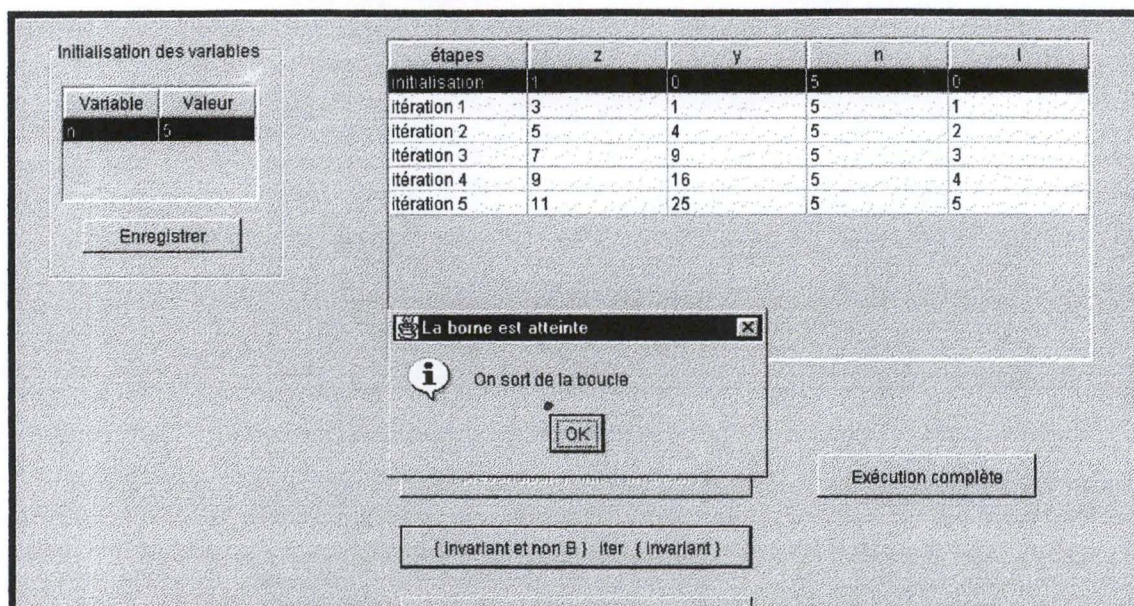 Initialisation des variables
Variable Valeur
n 5
Enregistrer
étapes z y n i
initialisation 1 0 5 0
itération 1 3 1 5 1
itération 2 5 4 5 2
itération 3 7 9 5 3
itération 4 9 16 5 4
itération 5 11 25 5 5
La borne est atteinte
On sort de la boucle
OK
Exécution complète
{ invariant et non B } iter { invariant }